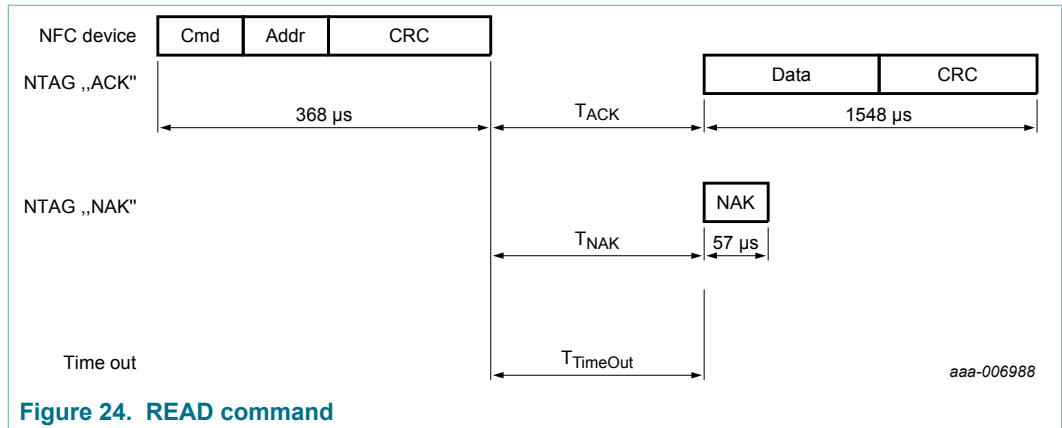 NFC device Cmd Addr CRC
NTAG ,,ACK" Data CRC
368 µs TACK 1548 µs
NTAG ,,NAK" NAK
TNAK 57 µs
Time out TTimeOut aaa-006988
Figure 24. READ command